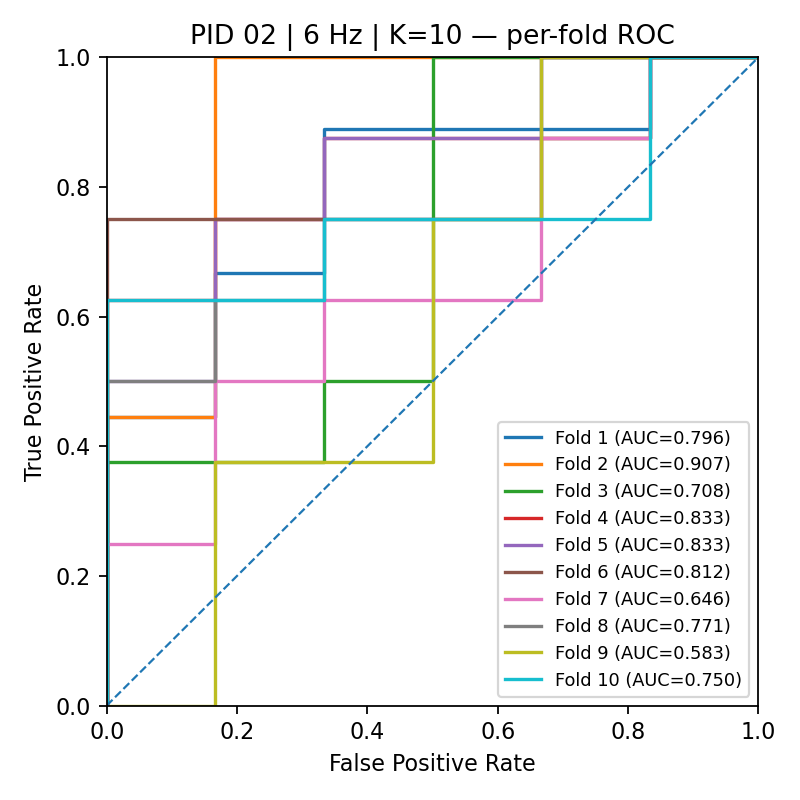 PID 02 | 6 Hz | K=10 — per-fold ROC
1.0
0.8
0.6
0.4
0.2
0.0
True Positive Rate
Fold 1 (AUC=0.796)
Fold 2 (AUC=0.907)
Fold 3 (AUC=0.708)
Fold 4 (AUC=0.833)
Fold 5 (AUC=0.833)
Fold 6 (AUC=0.812)
Fold 7 (AUC=0.646)
Fold 8 (AUC=0.771)
Fold 9 (AUC=0.583)
Fold 10 (AUC=0.750)
0.0 0.2 0.4 0.6 0.8 1.0
False Positive Rate